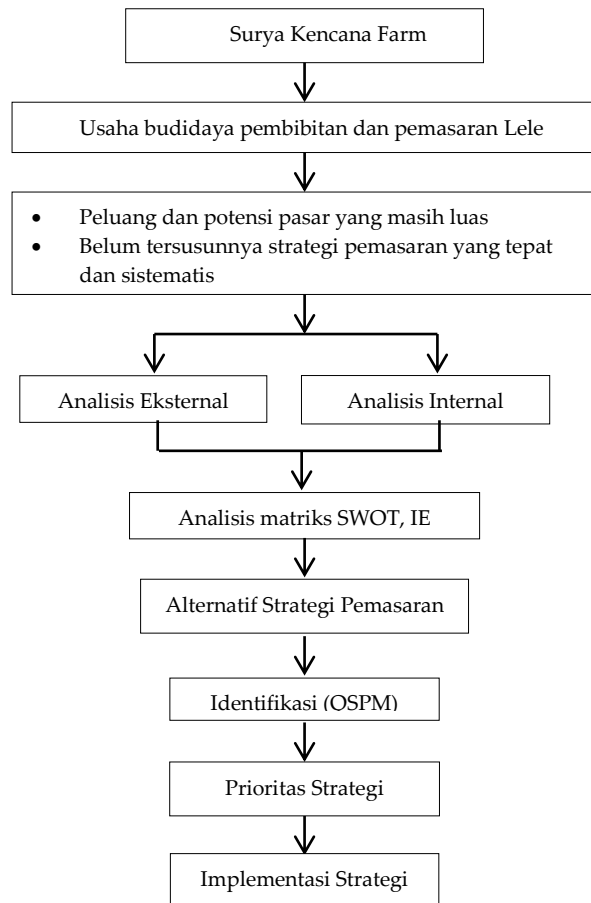 Surya Kencana Farm
Usaha budidaya pembibitan dan pemasaran Lele
• Peluang dan potensi pasar yang masih luas
• Belum tersusunnya strategi pemasaran yang tepat
dan sistematis
Analisis Eksternal
Analisis Internal
Analisis matriks SWOT, IE
Alternatif Strategi Pemasaran
Identifikasi (QSPM)
Prioritas Strategi
Implementasi Strategi